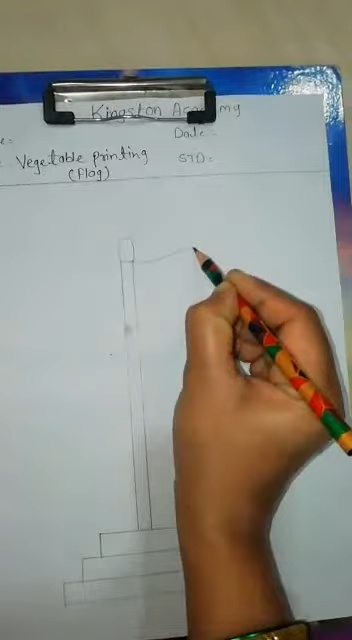 Kingston Academy
e:
Date:
: Vegetable printing
STD:
(Flag)